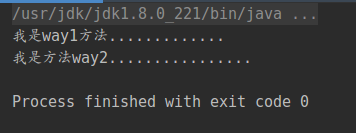 /usr/jdk/jdk1.8.0_221/bin/java ...
我是way1方法.............
我是方法way2................
Process finished with exit code 0